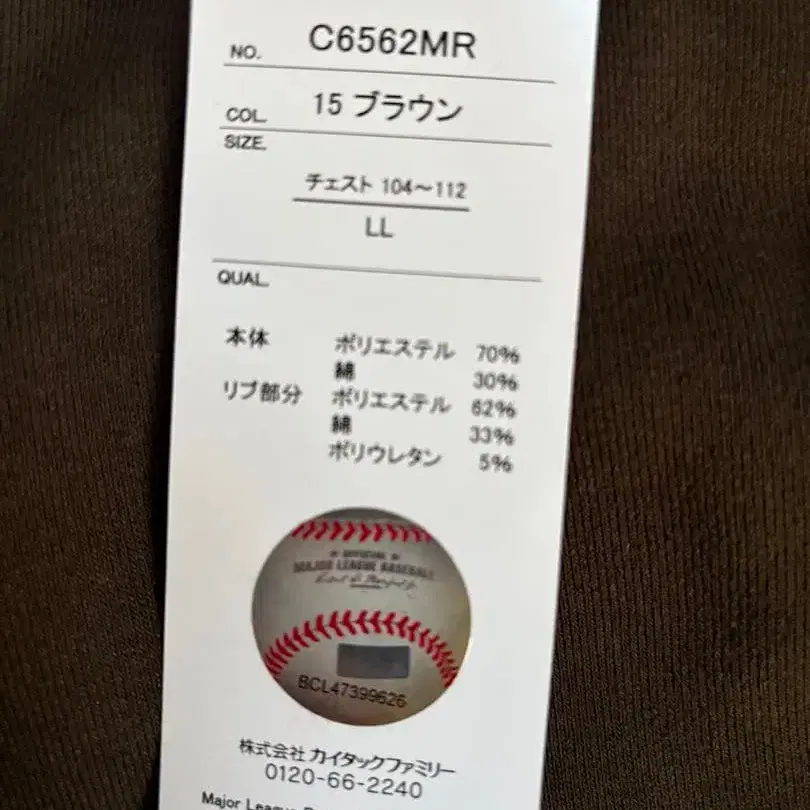 NO. C6562MR
COL. 15 ブラウン
SIZE.
チェスト 104～112
LL
QUAL.
本体 ポリエステル 70%
綿 30%
リブ部分 ポリエステル 62%
綿 33%
ポリウレタン 5%
OFFICIAL
MAJOR LEAGUE BASEBALL
BCL47399626
株式会社 カイタックファミリー
0120-66-2240
Major League